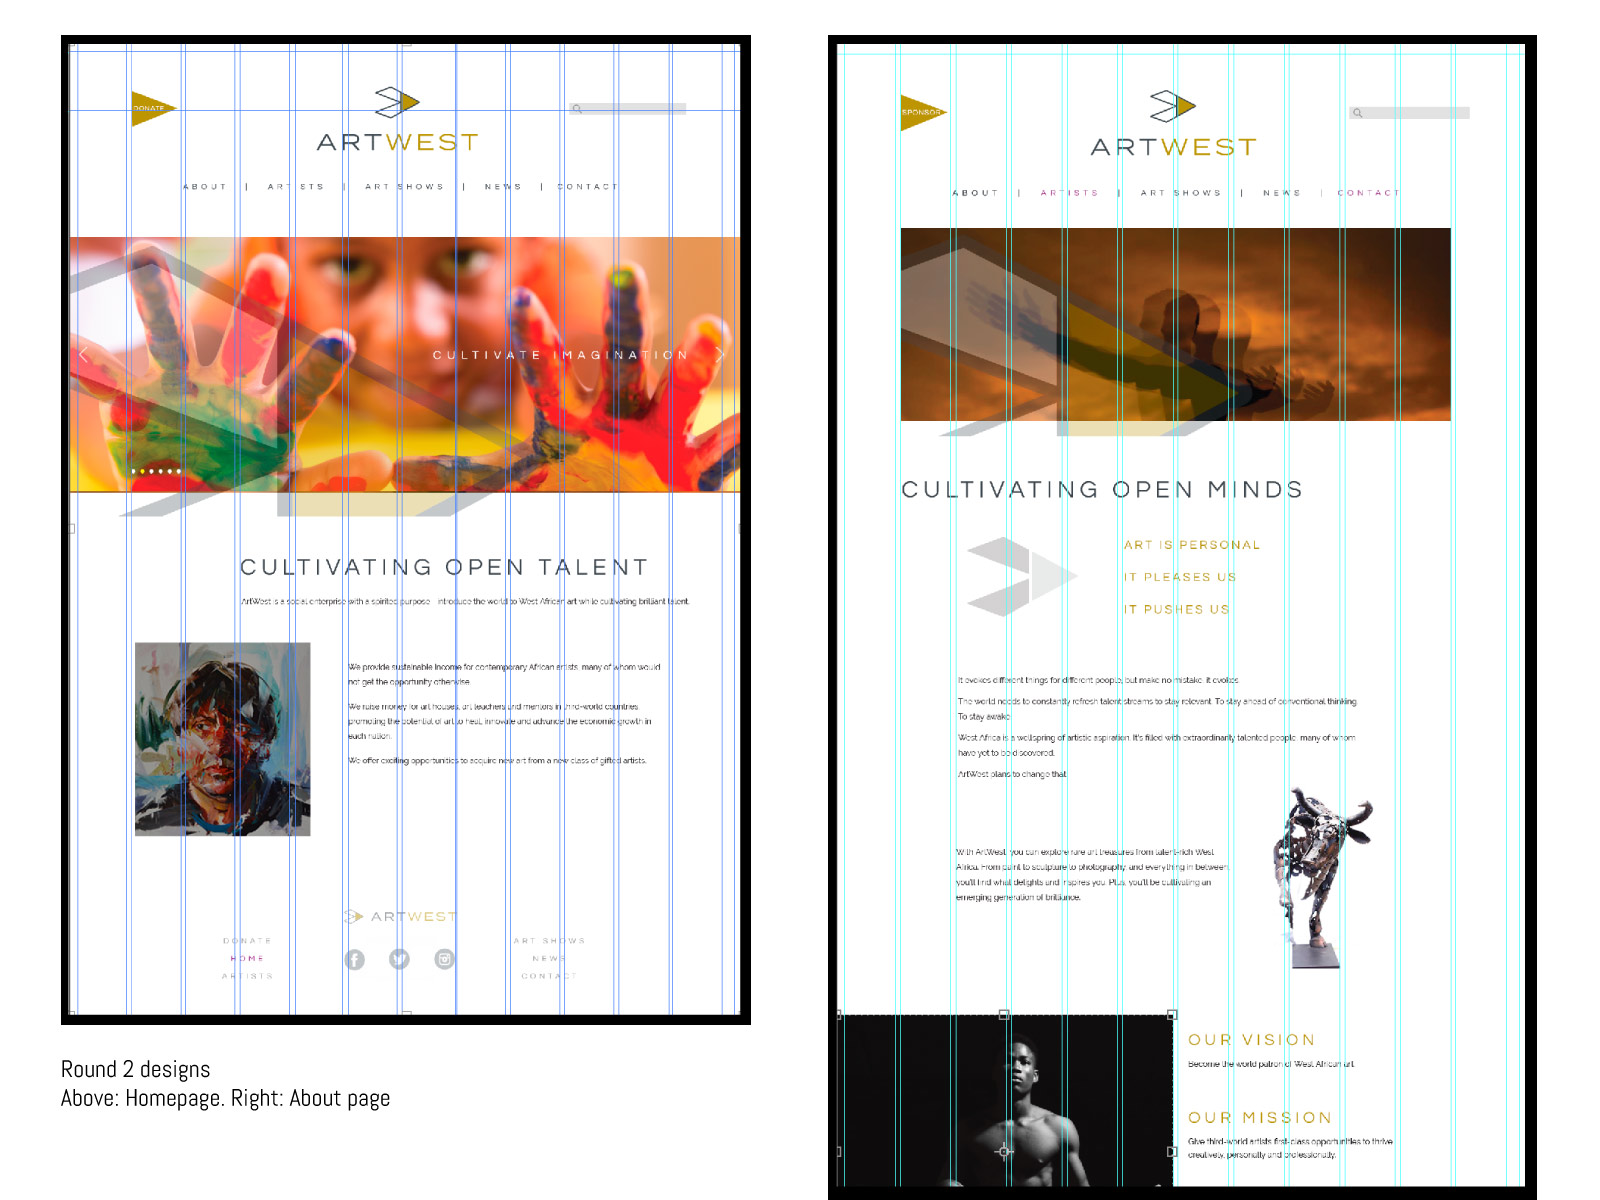 DONATE
ARTWEST
ABOUT | ARTISTS | ART SHOWS | NEWS | CONTACT
CULTIVATE IMAGINATION
CULTIVATING OPEN TALENT
ArtWest is a social enterprise with a spirited purpose - introduce the world to West African art while cultivating brilliant talent.
We provide sustainable income for contemporary African artists, many of whom would
not get the opportunity otherwise.
We raise money for art houses, art teachers and mentors in third-world countries,
promoting the potential of art to heal, innovate and advance the economic growth in
each nation.
We offer exciting opportunities to acquire new art from a new class of gifted artists.
ARTWEST
DONATE
HOME
ARTISTS
ART SHOWS
NEWS
CONTACT
Round 2 designs
Above: Homepage. Right: About page
SPONSOR
ARTWEST
ABOUT | ARTISTS | ART SHOWS | NEWS | CONTACT
CULTIVATING OPEN MINDS
ART IS PERSONAL
IT PLEASES US
IT PUSHES US
It evokes different things for different people, but make no mistake: it evokes.
The world needs to constantly refresh talent streams to stay relevant. To stay ahead of conventional thinking.
To stay awake.
West Africa is a wellspring of artistic aspiration. It's filled with extraordinarily talented people, many of whom
have yet to be discovered.
ArtWest plans to change that.
With ArtWest, you can explore rare art treasures from talent-rich West
Africa. From paint to sculpture to photography, and everything in between,
you'll find what delights and inspires you. Plus, you'll be cultivating an
emerging generation of brilliance.
OUR VISION
Become the world patron of West African art.
OUR MISSION
Give third-world artists first-class opportunities to thrive
creatively, personally and professionally.